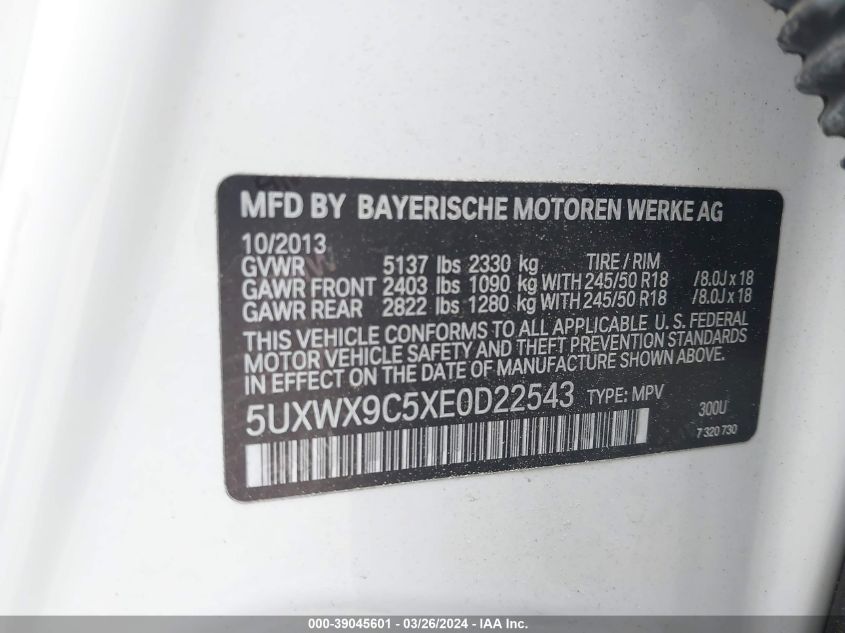 MFD BY BAYERISCHE MOTOREN WERKE AG
10/2013
GVWR 5137 lbs 2330 kg TIRE / RIM
GAWR FRONT 2403 lbs 1090 kg WITH 245/50 R18 /8.0J x 18
GAWR REAR 2822 lbs 1280 kg WITH 245/50 R18 /8.0J x 18
THIS VEHICLE CONFORMS TO ALL APPLICABLE U.S. FEDERAL
MOTOR VEHICLE SAFETY AND THEFT PREVENTION STANDARDS
IN EFFECT ON THE DATE OF MANUFACTURE SHOWN ABOVE.
5UXWX9C5XE0D22543 TYPE: MPV
300U
7 320 730
000-39045601 - 03/26/2024 - IAA Inc.